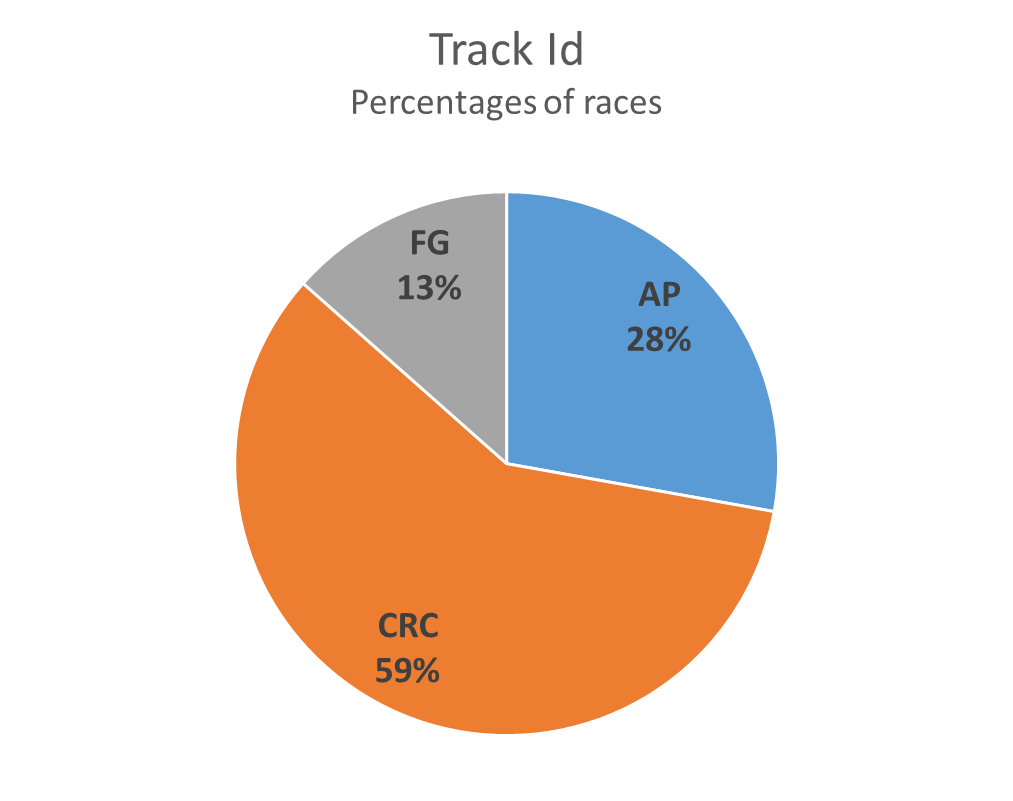 Track Id
Percentages of races
FG
13%
AP
28%
CRC
59%